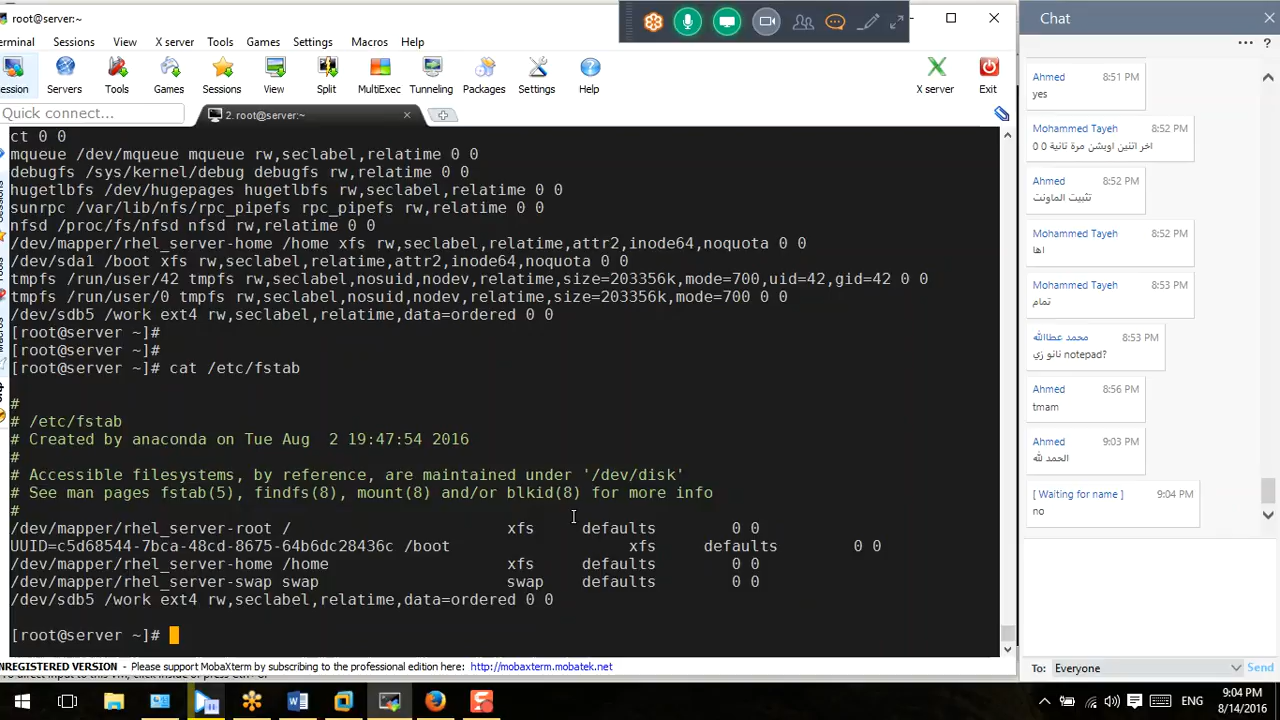 root@server:~
Terminal Sessions View X server Tools Games Settings Macros Help
Session Servers Tools Games Sessions View Split MultiExec Tunneling Packages Settings Help X server Exit
Quick connect...
2. root@server:~
ct 0 0
mqueue /dev/mqueue mqueue rw,seclabel,relatime 0 0
debugfs /sys/kernel/debug debugfs rw,relatime 0 0
hugetlbfs /dev/hugepages hugetlbfs rw,seclabel,relatime 0 0
sunrpc /var/lib/nfs/rpc_pipefs rpc_pipefs rw,relatime 0 0
nfsd /proc/fs/nfsd nfsd rw,relatime 0 0
/dev/mapper/rhel_server-home /home xfs rw,seclabel,relatime,attr2,inode64,noquota 0 0
/dev/sda1 /boot xfs rw,seclabel,relatime,attr2,inode64,noquota 0 0
tmpfs /run/user/42 tmpfs rw,seclabel,nosuid,nodev,relatime,size=203356k,mode=700,uid=42,gid=42 0 0
tmpfs /run/user/0 tmpfs rw,seclabel,nosuid,nodev,relatime,size=203356k,mode=700 0 0
/dev/sdb5 /work ext4 rw,seclabel,relatime,data=ordered 0 0
[root@server ~]#
[root@server ~]#
[root@server ~]# cat /etc/fstab
#
# /etc/fstab
# Created by anaconda on Tue Aug  2 19:47:54 2016
#
# Accessible filesystems, by reference, are maintained under '/dev/disk'
# See man pages fstab(5), findfs(8), mount(8) and/or blkid(8) for more info
#
/dev/mapper/rhel_server-root / xfs defaults 0 0
UUID=c5d68544-7bca-48cd-8675-64b6dc28436c /boot xfs defaults 0 0
/dev/mapper/rhel_server-home /home xfs defaults 0 0
/dev/mapper/rhel_server-swap swap swap defaults 0 0
/dev/sdb5 /work ext4 rw,seclabel,relatime,data=ordered 0 0
[root@server ~]#
UNREGISTERED VERSION - Please support MobaXterm by subscribing to the professional edition here: http://mobaxterm.mobatek.net
Chat
Ahmed 8:51 PM
yes
Mohammed Tayeh 8:52 PM
اخر اتنين اوبشن مرة تانية 0 0
Ahmed 8:52 PM
تثبيت الماونت
Mohammed Tayeh 8:52 PM
اها
Mohammed Tayeh 8:53 PM
تمام
محمد عطاالله 8:53 PM
نانو زي notepad?
Ahmed 8:56 PM
tmam
Ahmed 9:03 PM
الحمد لله
[ Waiting for name ] 9:04 PM
no
To: Everyone Send
ENG
9:04 PM
8/14/2016